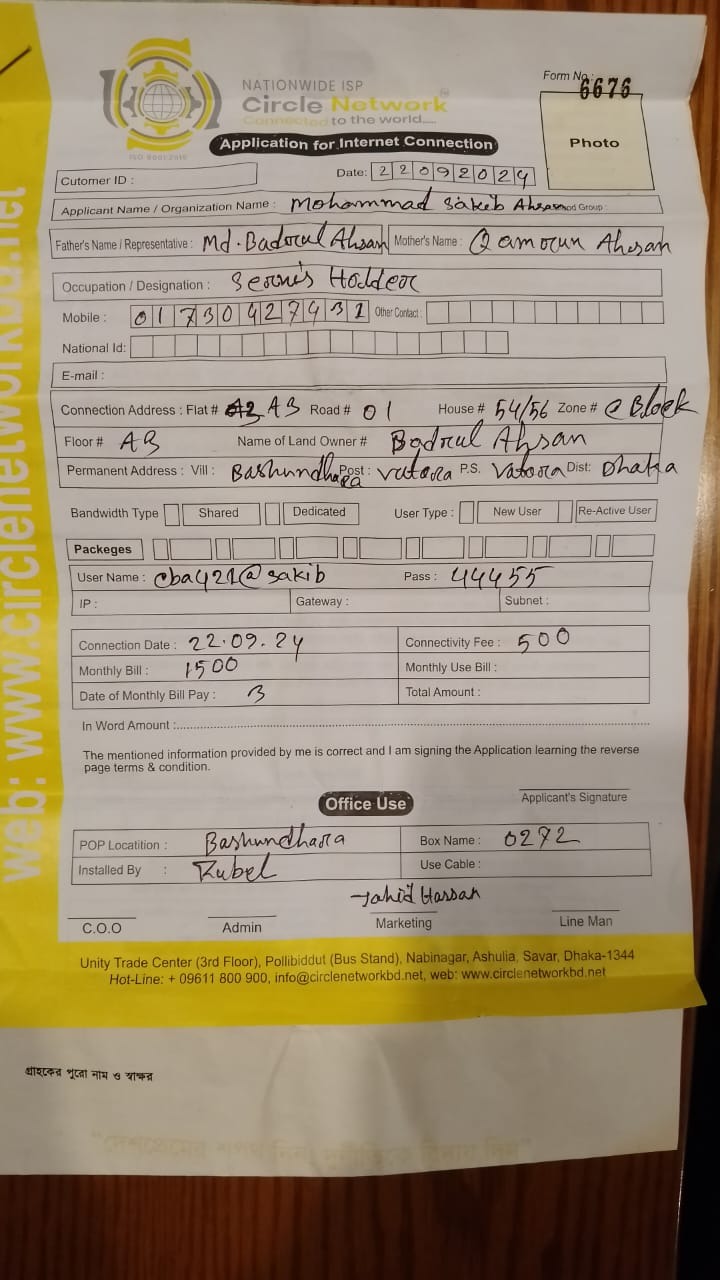 NATIONWIDE ISP
Circle Network
Connected to the world.....
ISO 9001:2015
Form No.: 6676
Photo
Application for Internet Connection
Cutomer ID :
Date: 22092024
Applicant Name / Organization Name : Mohammad Sakib Ahsan od Group :
Father's Name / Representative : Md. Badrul Ahsan Mother's Name : Qamrun Ahsan
Occupation / Designation : Servis Holder
Mobile : 01730427431 Other Contact :
National Id:
E-mail :
Connection Address : Flat # A3 Road # 01 House # 54/56 Zone # C Block
Floor # A3 Name of Land Owner # Badrul Ahsan
Permanent Address : Vill : Bashundhara Post : Vatara P.S. Vatara Dist: Dhaka
Bandwidth Type Shared Dedicated User Type : New User Re-Active User
Packeges
User Name : cba421@sakib Pass : 44455
IP : Gateway : Subnet :
Connection Date : 22.09.24 Connectivity Fee : 500
Monthly Bill : 1500 Monthly Use Bill :
Date of Monthly Bill Pay : 3 Total Amount :
In Word Amount :
The mentioned information provided by me is correct and I am signing the Application learning the reverse
page terms & condition.
Applicant's Signature
Office Use
POP Locatition : Bashundhara Box Name : 0272
Installed By : Rubel Use Cable :
Jahid Hassan
C.O.O Admin Marketing Line Man
Unity Trade Center (3rd Floor), Pollibiddut (Bus Stand), Nabinagar, Ashulia, Savar, Dhaka-1344
Hot-Line: + 09611 800 900, info@circlenetworkbd.net, web: www.circlenetworkbd.net
web: www.circlenetworkbd.net
গ্রাহকের পুরো নাম ও স্বাক্ষর